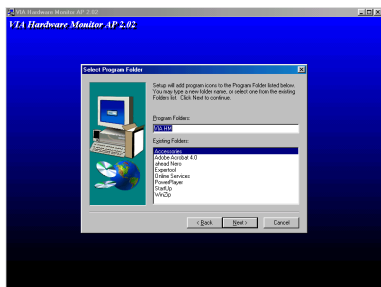 VIA Hardware Monitor AP 2.02
VIA Hardware Monitor AP 2.02
Select Program Folder
Setup will add program icons to the Program Folder listed below.
You may type a new folder name, or select one from the existing
Folders list. Click Next to continue.
Program Folders:
VIA HM
Existing Folders:
Accessories
Adobe Acrobat 4.0
ahead Nero
Expertool
Online Services
PowerPlayer
StartUp
WinZip
< Back
Next >
Cancel